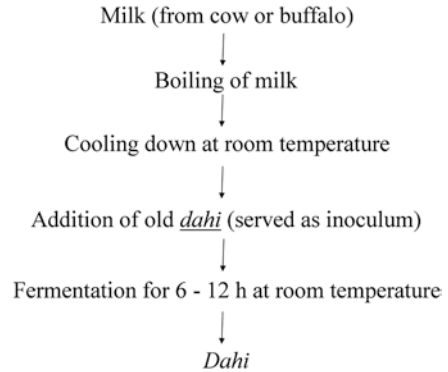 Milk (from cow or buffalo)
Boiling of milk
Cooling down at room temperature
Addition of old dahi (served as inoculum)
Fermentation for 6 - 12 h at room temperature
Dahi